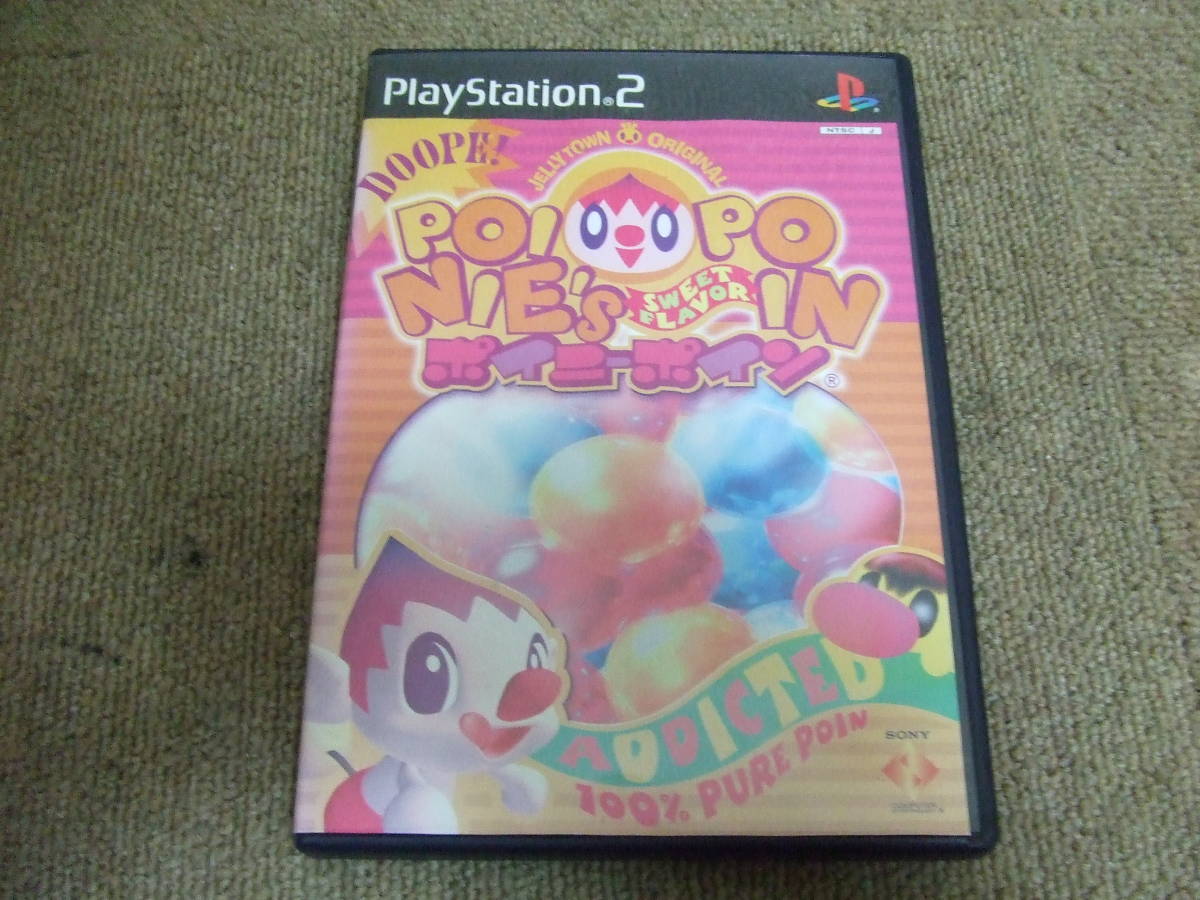 PlayStation®2
NTSC J
DOOPE!
JELLYTOWN ORIGINAL
POI PO
NIE'S IN
SWEET
FLAVOR
ポイニーポイン®
ADDICTED
100% PURE POIN
SONY